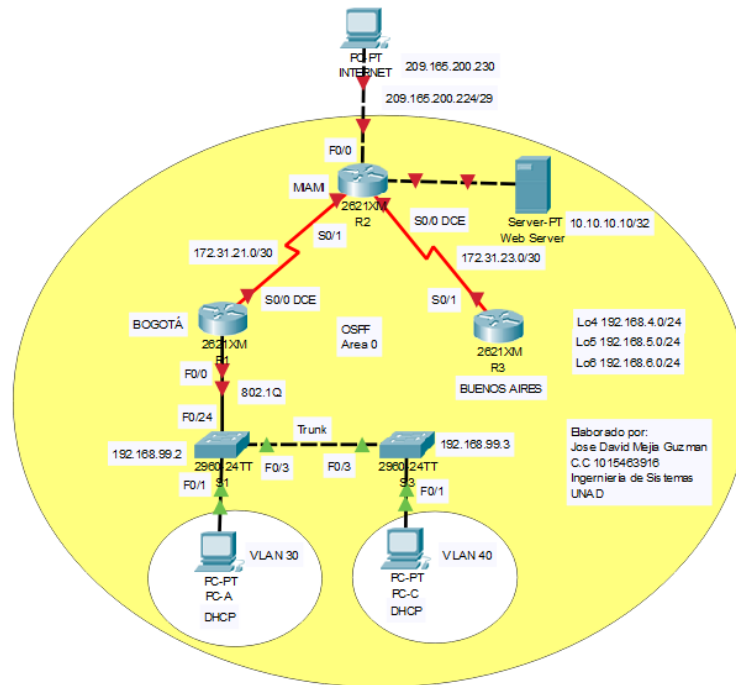 PC-PT
INTERNET
209.165.200.230
209.165.200.224/29
F0/0
MIAMI
2621XM
R2
S0/0 DCE
Server-PT
Web Server
10.10.10.10/32
S0/1
172.31.21.0/30
172.31.23.0/30
S0/0 DCE
S0/1
BOGOTÁ
2621XM
R1
OSPF
Area 0
2621XM
R3
BUENOS AIRES
Lo4 192.168.4.0/24
Lo5 192.168.5.0/24
Lo6 192.168.6.0/24
F0/0
802.1Q
F0/24
Trunk
192.168.99.2
192.168.99.3
2960-24TT
S1
F0/3
F0/3
2960-24TT
S3
F0/1
F0/1
Elaborado por:
Jose David Mejia Guzman
C.C 1015463916
Ingernieria de Sistemas
UNAD
VLAN 30
PC-PT
PC-A
DHCP
VLAN 40
PC-PT
PC-C
DHCP